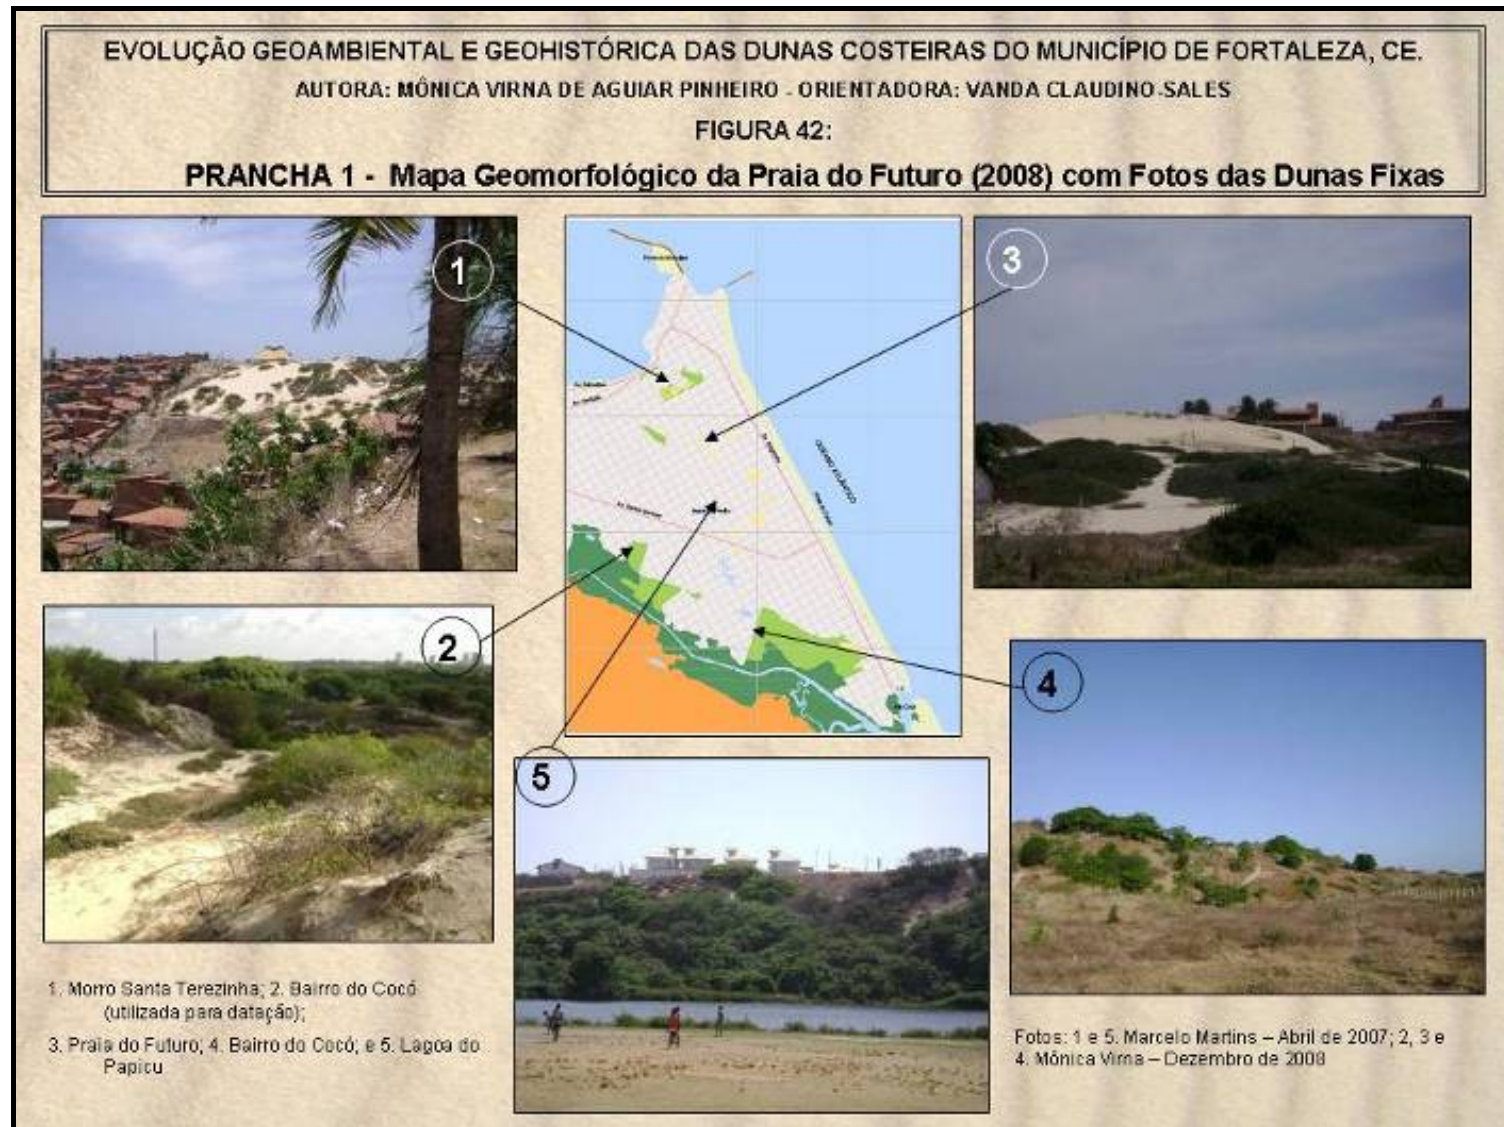 EVOLUÇÃO GEOAMBIENTAL E GEOHISTÓRICA DAS DUNAS COSTEIRAS DO MUNICÍPIO DE FORTALEZA, CE.
AUTORA: MÔNICA VIRNA DE AGUIAR PINHEIRO - ORIENTADORA: VANDA CLAUDINO-SALES
FIGURA 42:
PRANCHA 1 - Mapa Geomorfológico da Praia do Futuro (2008) com Fotos das Dunas Fixas
1
3
OCEANO ATLÂNTICO
2
4
5
1. Morro Santa Terezinha; 2. Bairro do Cocó
(utilizada para datação);
3. Praia do Futuro; 4. Bairro do Cocó; e 5. Lagoa do
Papicu
Fotos: 1 e 5. Marcelo Martins – Abril de 2007; 2, 3 e
4. Mônica Virna – Dezembro de 2008